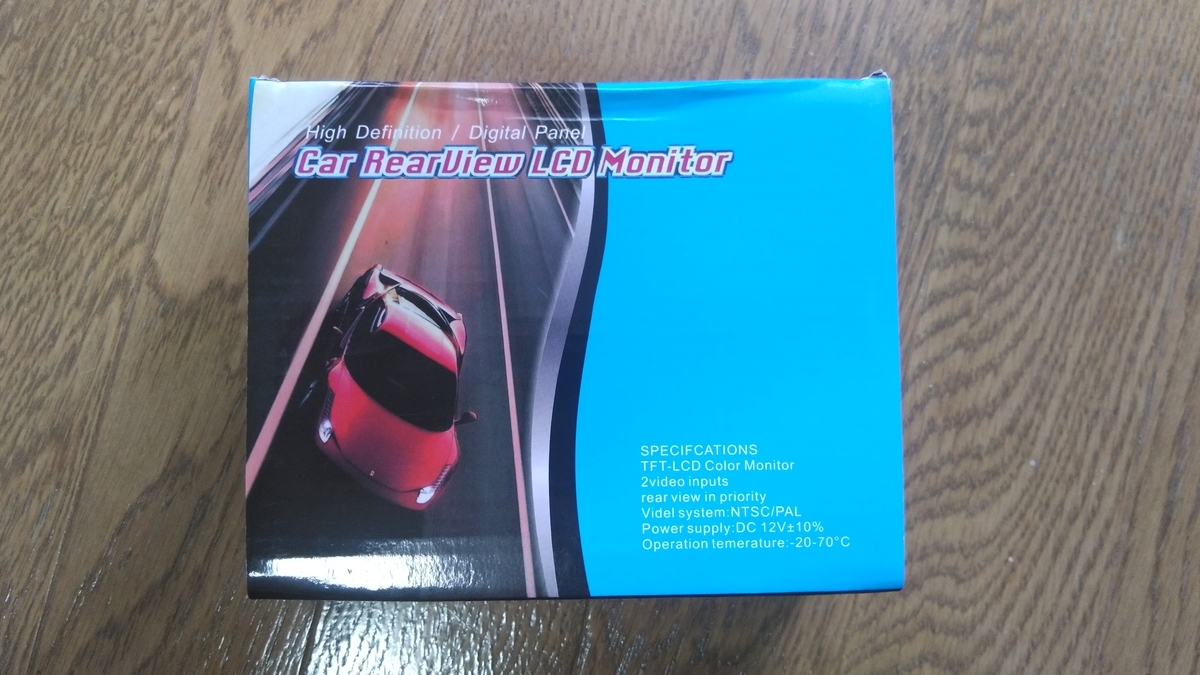 High Definition / Digital Panel
Car RearView LCD Monitor
SPECIFCATIONS
TFT-LCD Color Monitor
2video inputs
rear view in priority
Videl system:NTSC/PAL
Power supply:DC 12V±10%
Operation temerature:-20-70°C